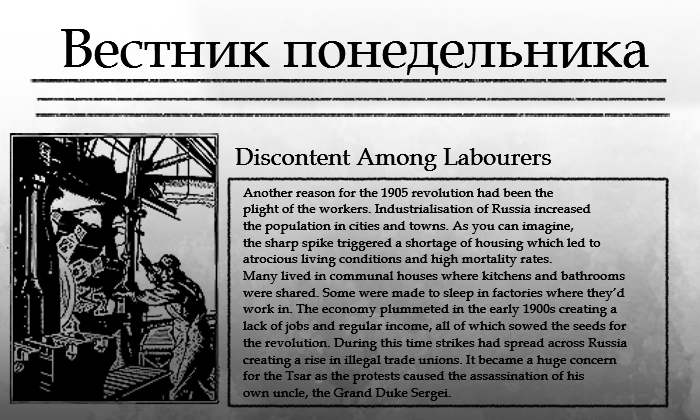 Вестник понедельника
Discontent Among Labourers
Another reason for the 1905 revolution had been the
plight of the workers. Industrialisation of Russia increased
the population in cities and towns. As you can imagine,
the sharp spike triggered a shortage of housing which led to
atrocious living conditions and high mortality rates.
Many lived in communal houses where kitchens and bathrooms
were shared. Some were made to sleep in factories where they'd
work in. The economy plummeted in the early 1900s creating a
lack of jobs and regular income, all of which sowed the seeds for
the revolution. During this time strikes had spread across Russia
creating a rise in illegal trade unions. It became a huge concern
for the Tsar as the protests caused the assassination of his
own uncle, the Grand Duke Sergei.